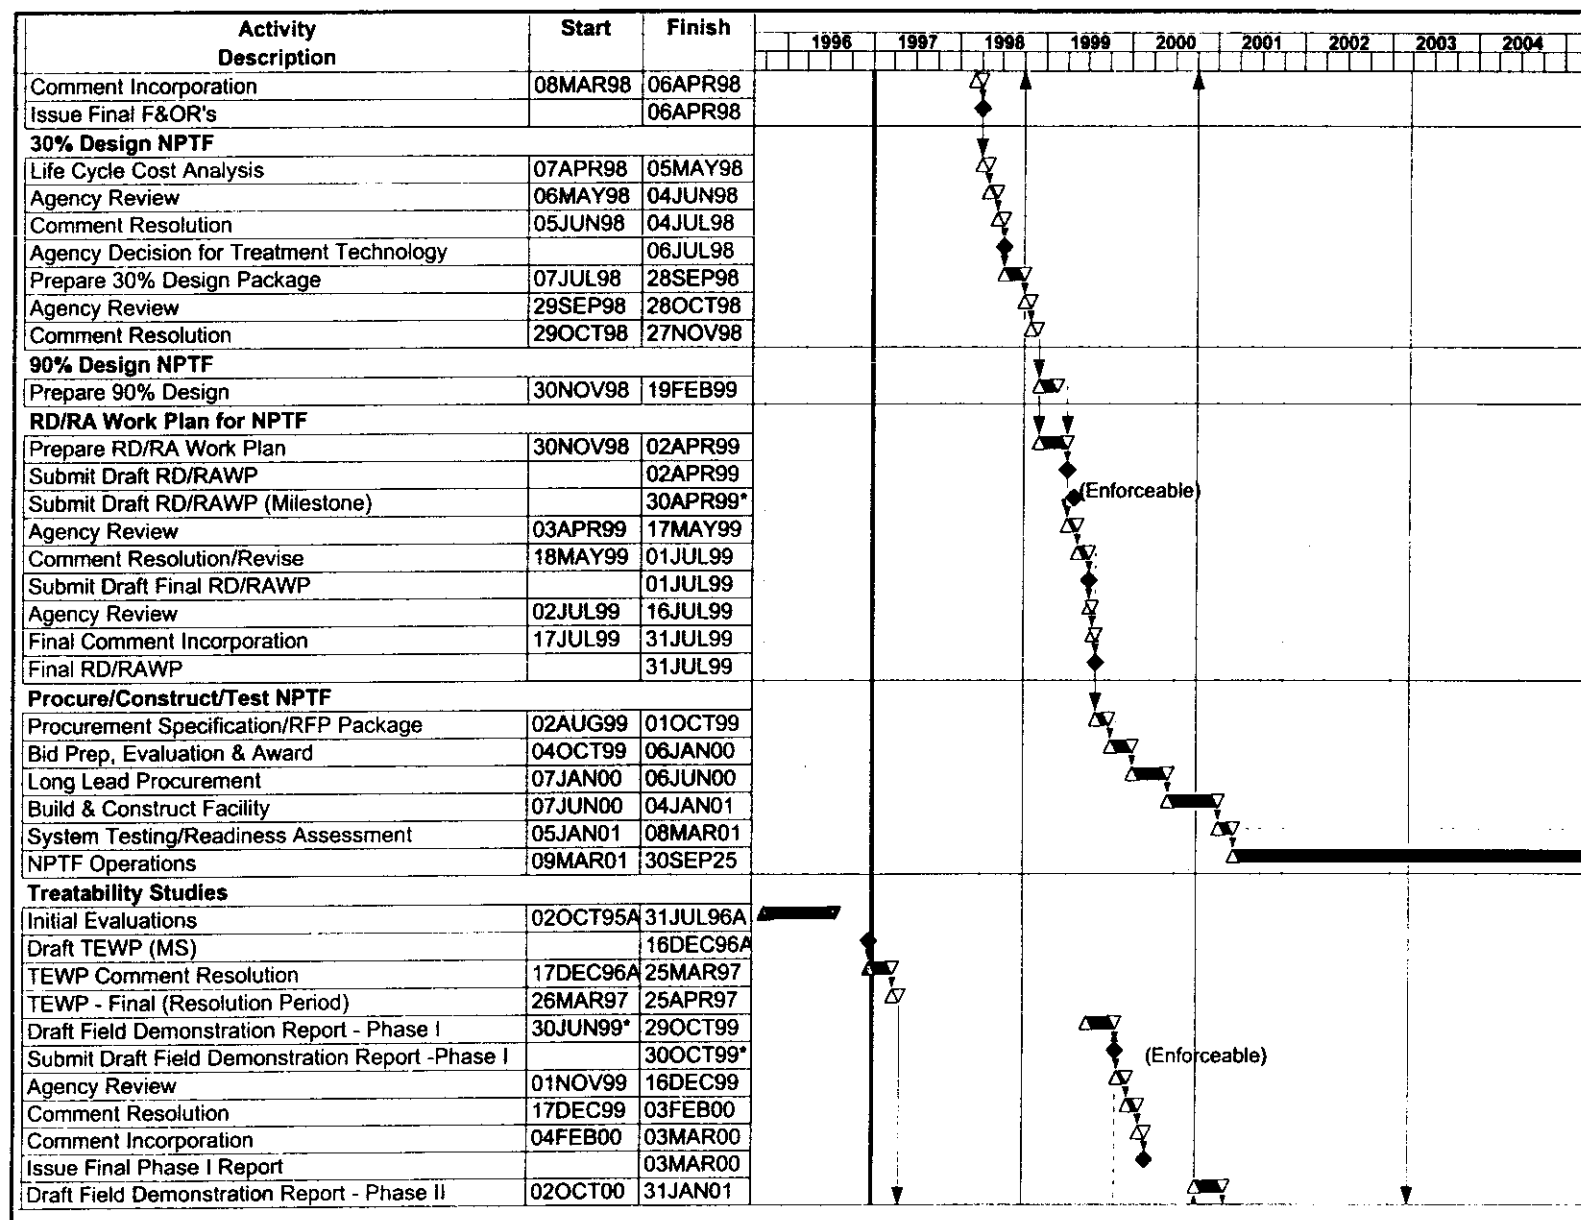 Activity Start Finish
Description
1996 1997 1998 1999 2000 2001 2002 2003 2004
Comment Incorporation 08MAR98 06APR98
Issue Final F&OR's 06APR98
30% Design NPTF
Life Cycle Cost Analysis 07APR98 05MAY98
Agency Review 06MAY98 04JUN98
Comment Resolution 05JUN98 04JUL98
Agency Decision for Treatment Technology 06JUL98
Prepare 30% Design Package 07JUL98 28SEP98
Agency Review 29SEP98 28OCT98
Comment Resolution 29OCT98 27NOV98
90% Design NPTF
Prepare 90% Design 30NOV98 19FEB99
RD/RA Work Plan for NPTF
Prepare RD/RA Work Plan 30NOV98 02APR99
Submit Draft RD/RAWP 02APR99
Submit Draft RD/RAWP (Milestone) 30APR99* (Enforceable)
Agency Review 03APR99 17MAY99
Comment Resolution/Revise 18MAY99 01JUL99
Submit Draft Final RD/RAWP 01JUL99
Agency Review 02JUL99 16JUL99
Final Comment Incorporation 17JUL99 31JUL99
Final RD/RAWP 31JUL99
Procure/Construct/Test NPTF
Procurement Specification/RFP Package 02AUG99 01OCT99
Bid Prep, Evaluation & Award 04OCT99 06JAN00
Long Lead Procurement 07JAN00 06JUN00
Build & Construct Facility 07JUN00 04JAN01
System Testing/Readiness Assessment 05JAN01 08MAR01
NPTF Operations 09MAR01 30SEP25
Treatability Studies
Initial Evaluations 02OCT95A 31JUL96A
Draft TEWP (MS) 16DEC96A
TEWP Comment Resolution 17DEC96A 25MAR97
TEWP - Final (Resolution Period) 26MAR97 25APR97
Draft Field Demonstration Report - Phase I 30JUN99* 29OCT99
Submit Draft Field Demonstration Report -Phase I 30OCT99* (Enforceable)
Agency Review 01NOV99 16DEC99
Comment Resolution 17DEC99 03FEB00
Comment Incorporation 04FEB00 03MAR00
Issue Final Phase I Report 03MAR00
Draft Field Demonstration Report - Phase II 02OCT00 31JAN01